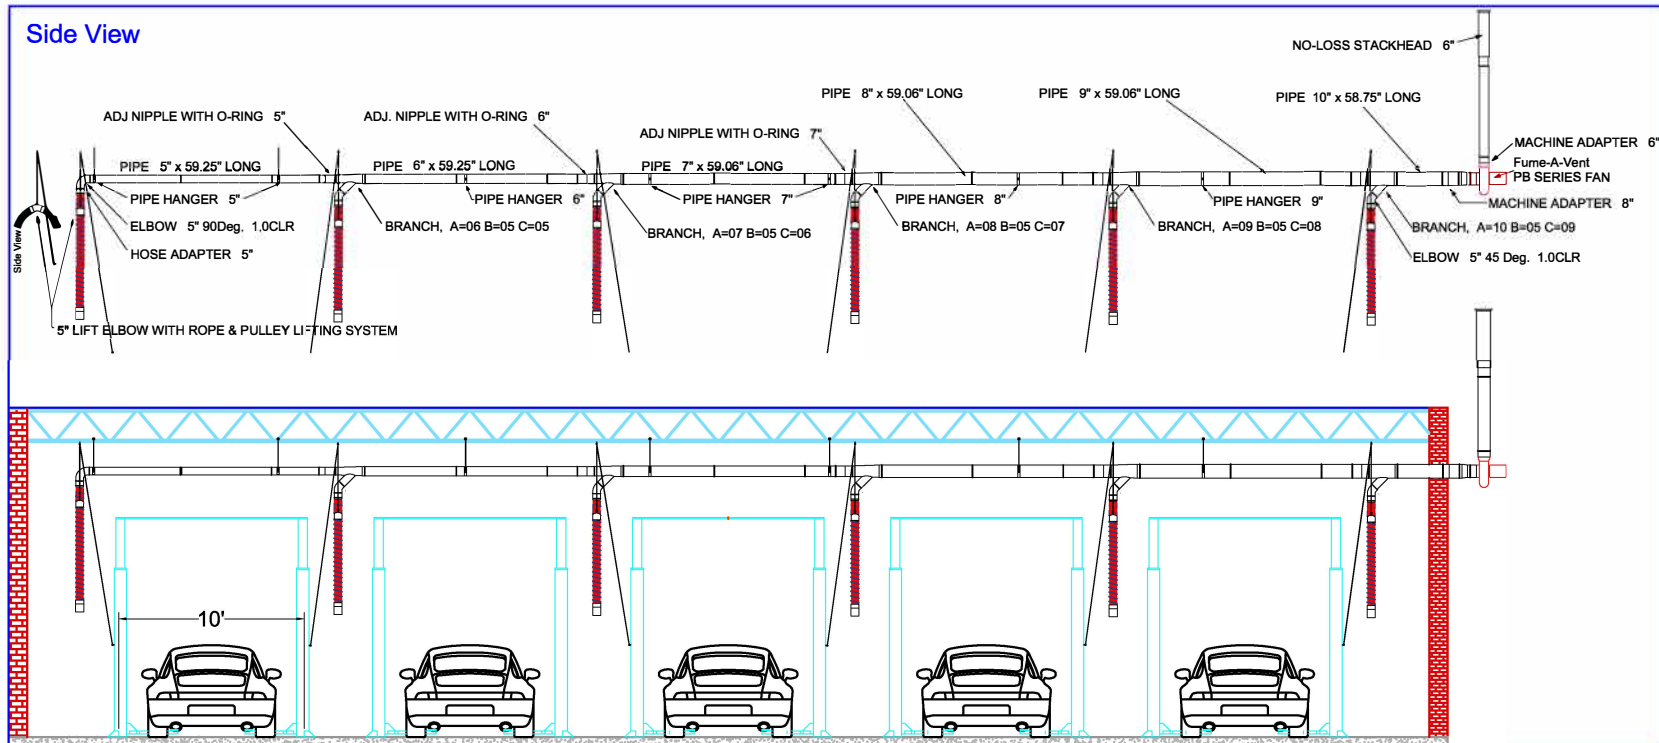 Side View
NO-LOSS STACKHEAD 6"
PIPE 8" x 59.06" LONG
PIPE 9" x 59.06" LONG
PIPE 10" x 58.75" LONG
ADJ NIPPLE WITH O-RING 5"
ADJ. NIPPLE WITH O-RING 6"
ADJ NIPPLE WITH O-RING 7"
MACHINE ADAPTER 6"
Fume-A-Vent
PB SERIES FAN
PIPE 5" x 59.25" LONG
PIPE 6" x 59.25" LONG
PIPE 7" x 59.06" LONG
PIPE HANGER 5"
PIPE HANGER 6"
PIPE HANGER 7"
PIPE HANGER 8"
PIPE HANGER 9"
MACHINE ADAPTER 8"
ELBOW 5" 90Deg. 1.0CLR
BRANCH, A=06 B=05 C=05
BRANCH, A=07 B=05 C=06
BRANCH, A=08 B=05 C=07
BRANCH, A=09 B=05 C=08
BRANCH, A=10 B=05 C=09
HOSE ADAPTER 5"
ELBOW 5" 45 Deg. 1.0CLR
Side View
5" LIFT ELBOW WITH ROPE & PULLEY LIFTING SYSTEM
10'